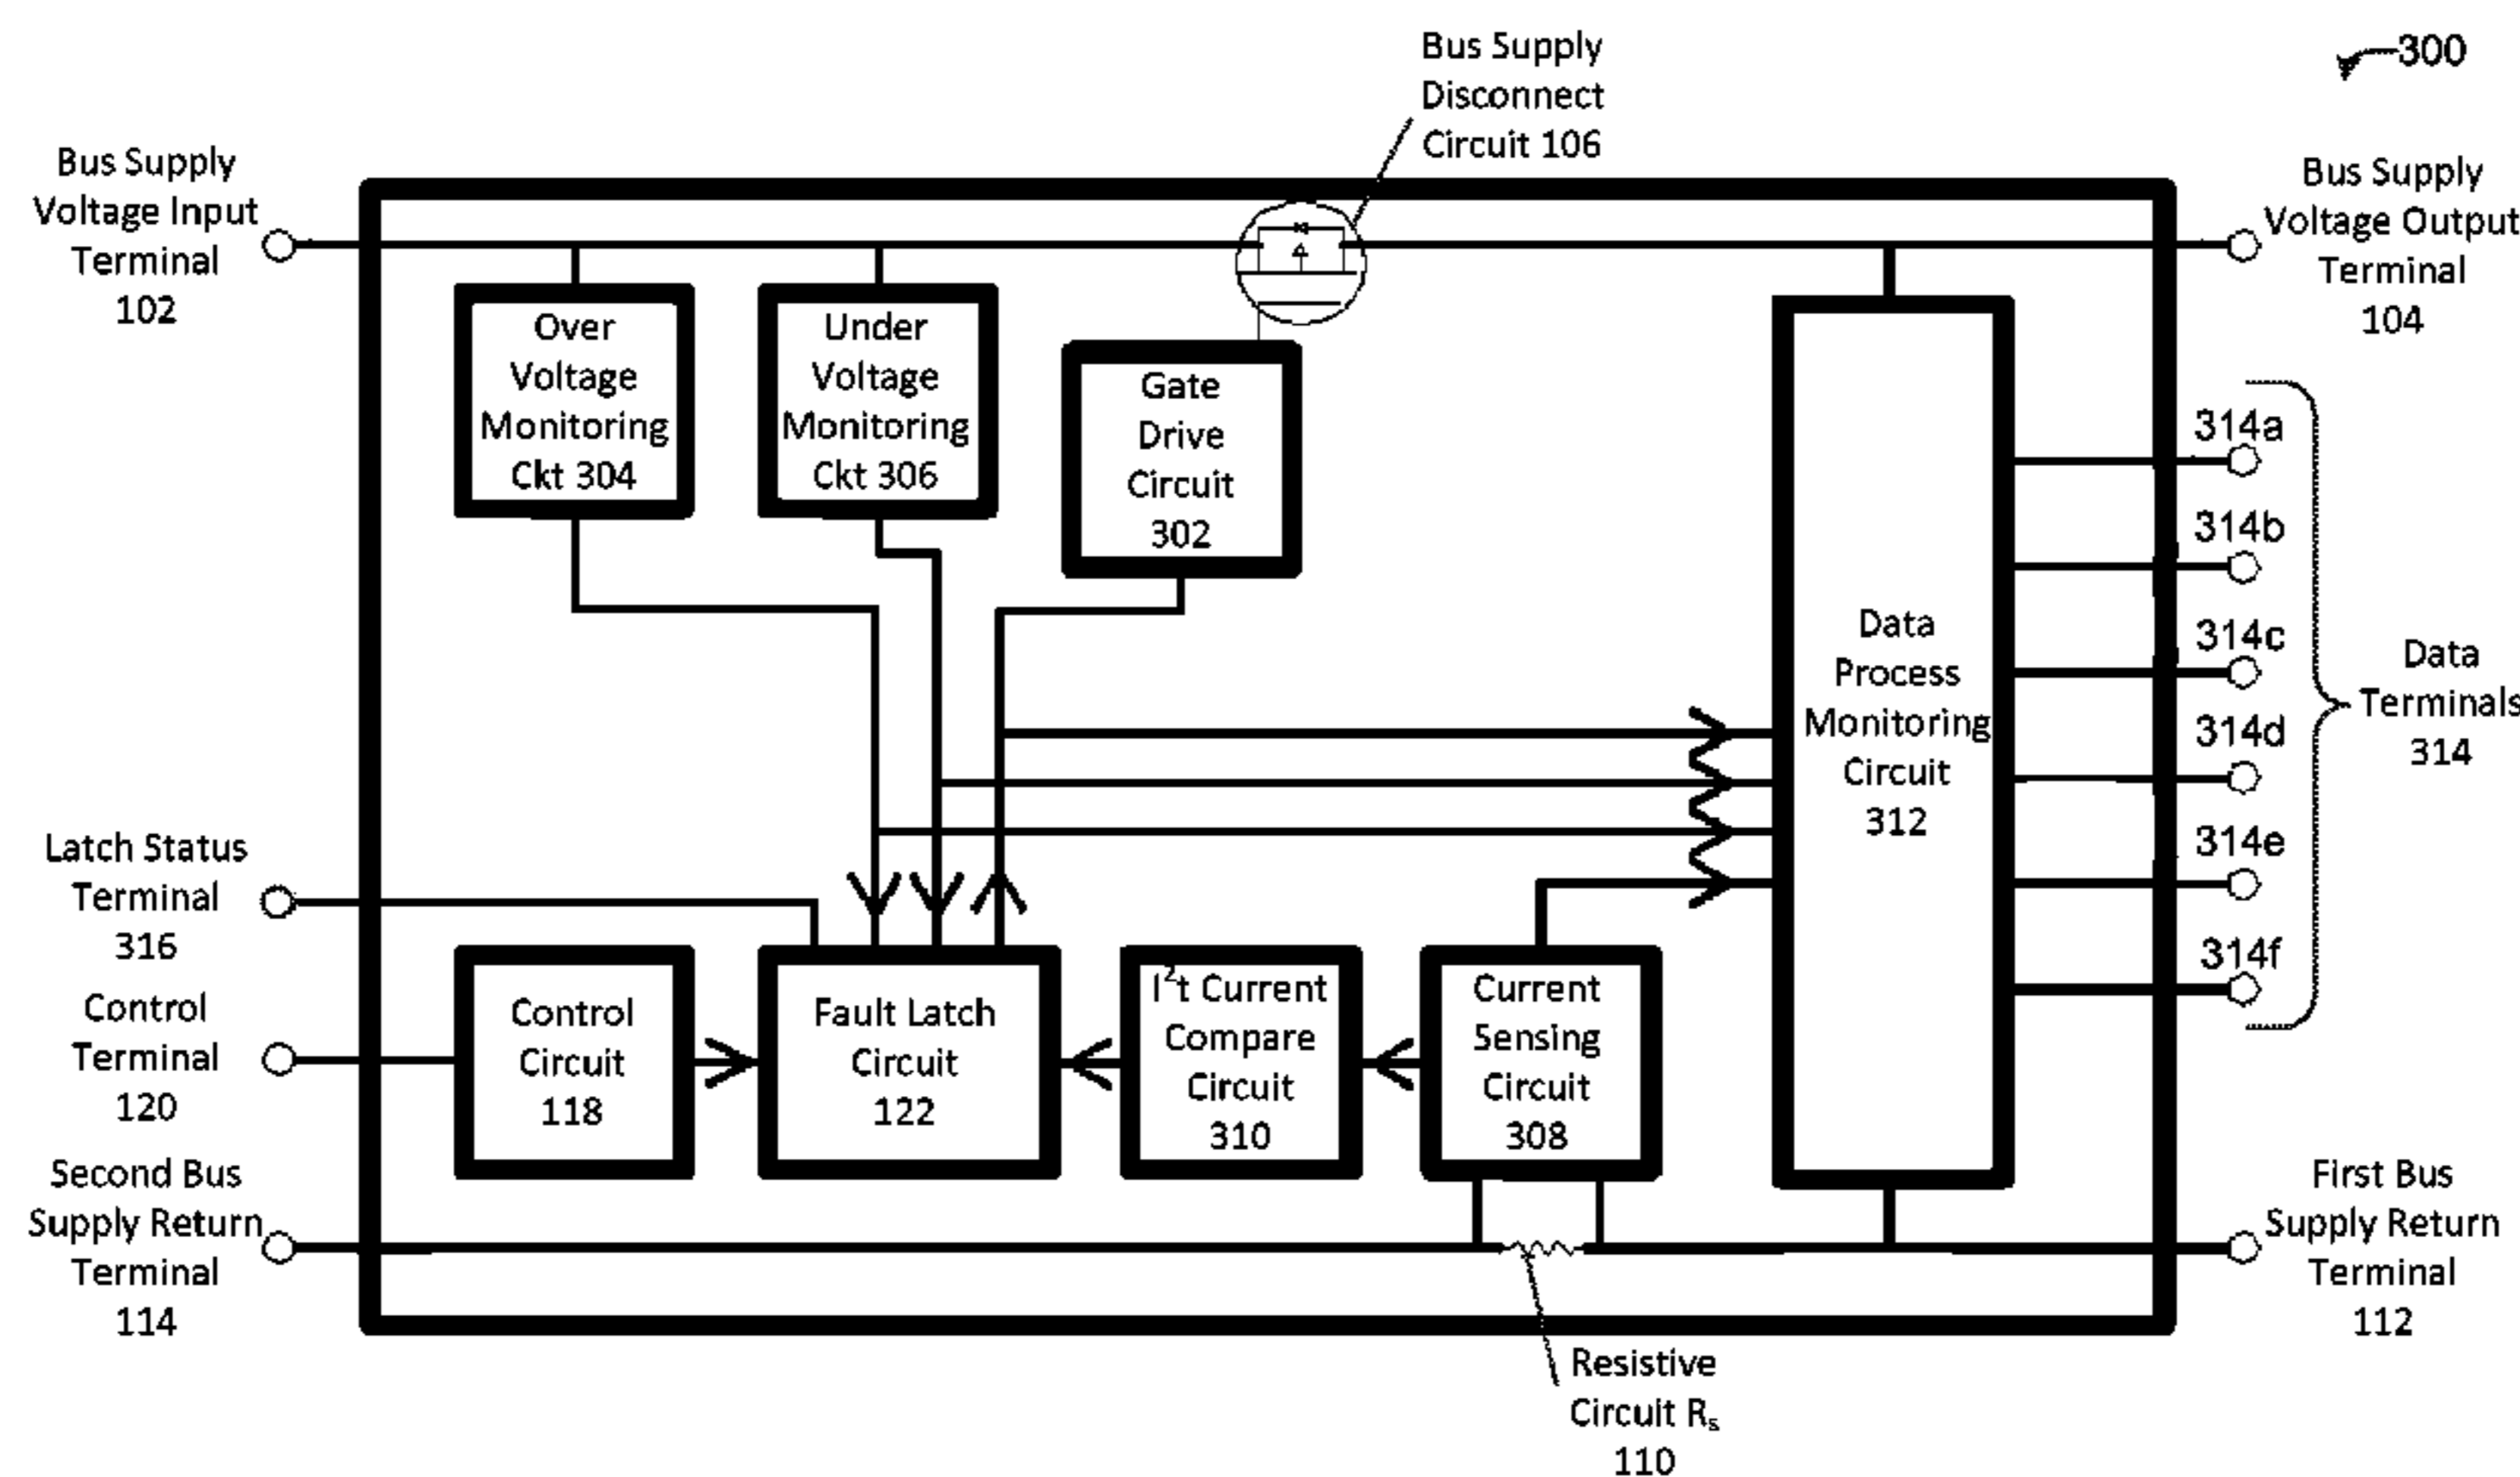 300
Bus Supply
Disconnect
Circuit 106
Bus Supply
Voltage Input
Terminal
102
Bus Supply
Voltage Output
Terminal
104
Over
Voltage
Monitoring
Ckt 304
Under
Voltage
Monitoring
Ckt 306
Gate
Drive
Circuit
302
Data
Process
Monitoring
Circuit
312
314a
314b
314c
314d
314e
314f
Data
Terminals
314
Latch Status
Terminal
316
Control
Terminal
120
Second Bus
Supply Return
Terminal
114
Control
Circuit
118
Fault Latch
Circuit
122
I²t Current
Compare
Circuit
310
Current
Sensing
Circuit
308
First Bus
Supply Return
Terminal
112
Resistive
Circuit Rs
110